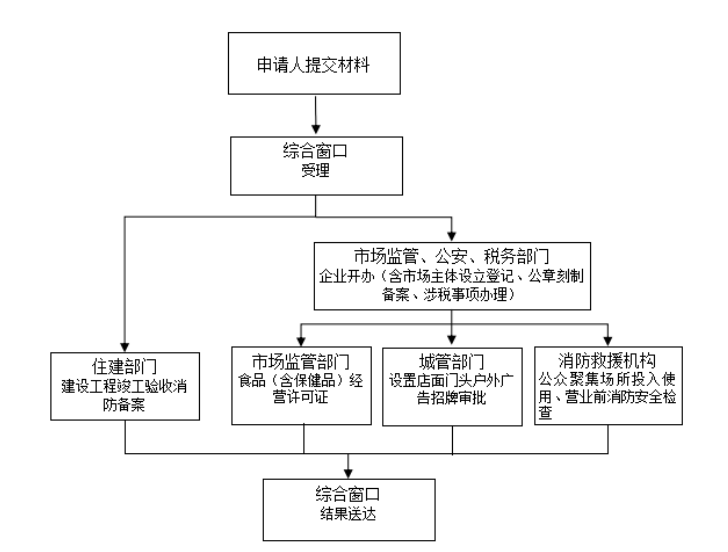 申请人提交材料
综合窗口
受理
市场监管、公安、税务部门
企业开办（含市场主体设立登记、公章刻制
备案、涉税事项办理）
住建部门
建设工程竣工验收消
防备案
市场监管部门
食品（含保健品）经
营许可证
城管部门
设置店面门头户外广
告招牌审批
消防救援机构
公众聚集场所投入使
用、营业前消防安全检
查
综合窗口
结果送达